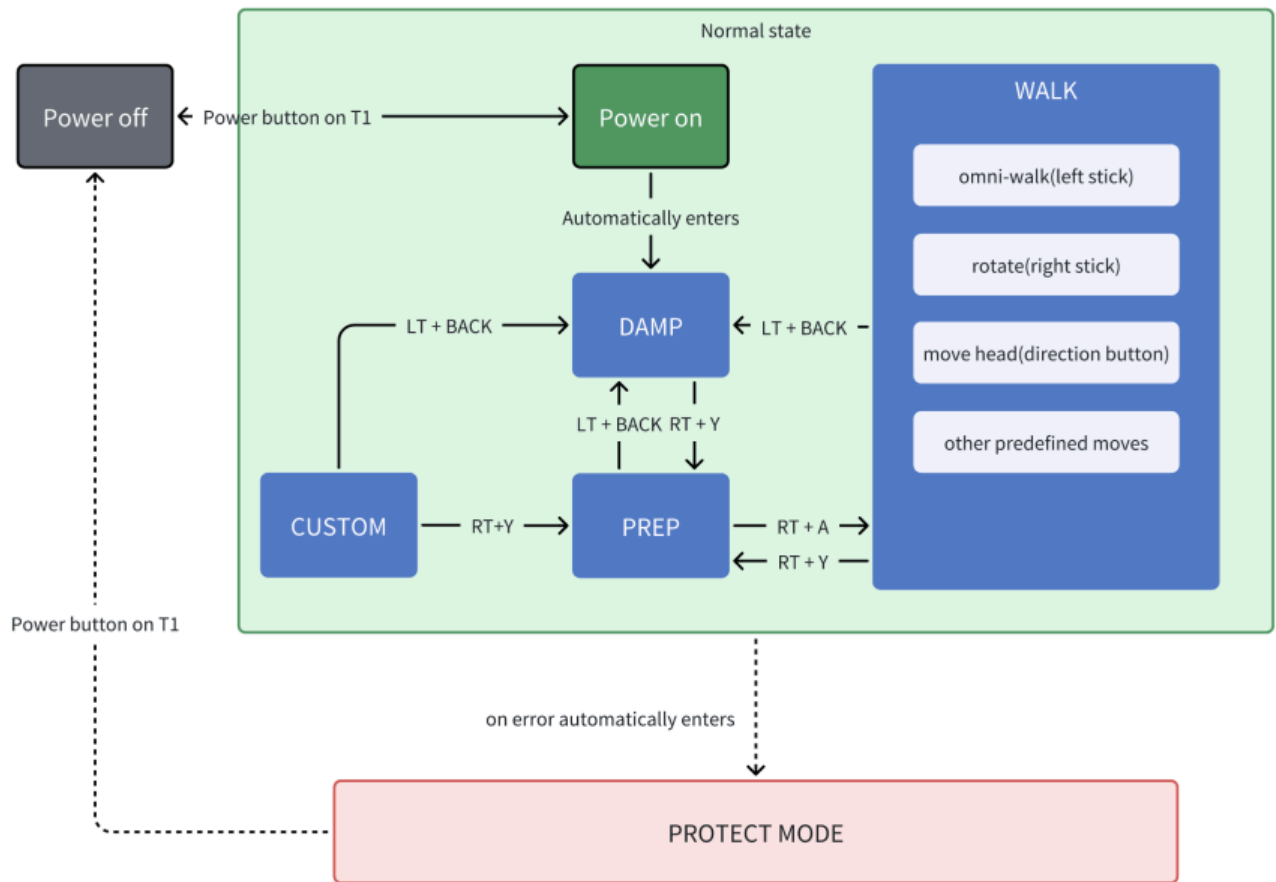 Normal state
Power off
Power button on T1
Power on
WALK
omni-walk(left stick)
Automatically enters
rotate(right stick)
LT + BACK
DAMP
LT + BACK
move head(direction button)
LT + BACK
RT + Y
other predefined moves
CUSTOM
RT+Y
PREP
RT + A
RT + Y
Power button on T1
on error automatically enters
PROTECT MODE